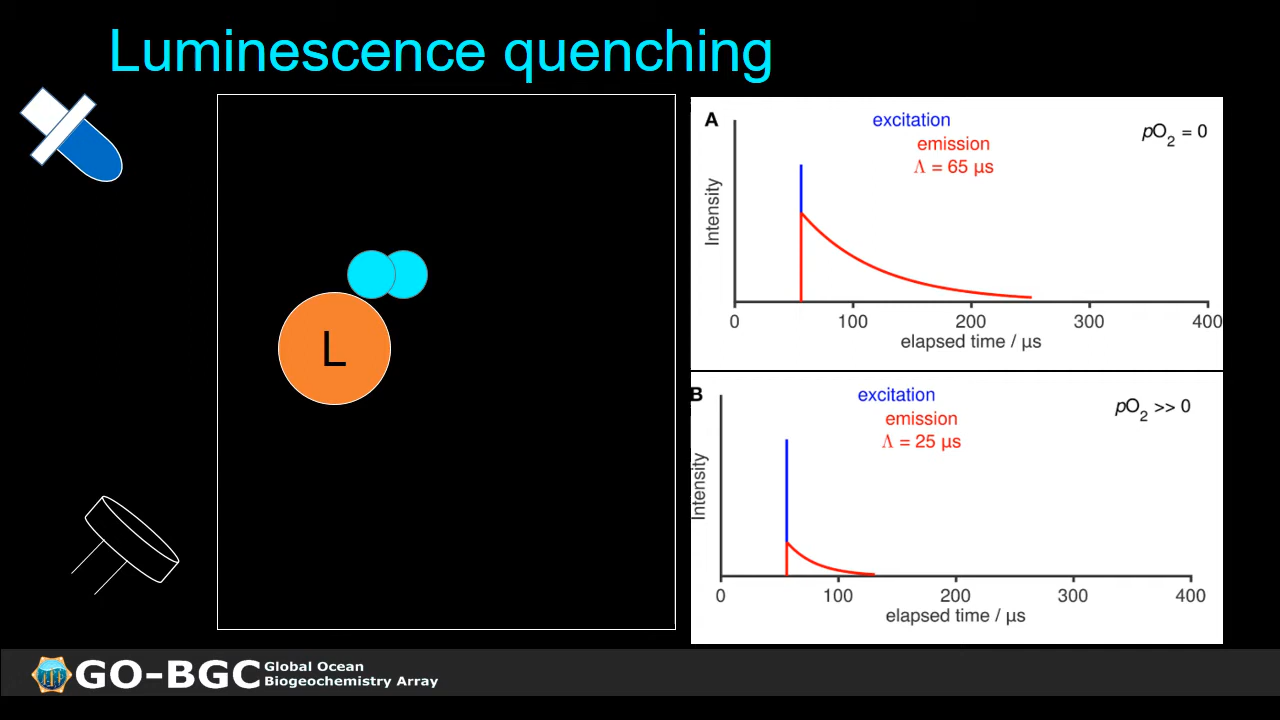 Luminescence quenching
L
A
excitation
emission
Λ = 65 µs
pO2 = 0
Intensity
0 100 200 300 400
elapsed time / µs
B
excitation
emission
Λ = 25 µs
pO2 >> 0
Intensity
0 100 200 300 400
elapsed time / µs
GO-BGC
Global Ocean
Biogeochemistry Array